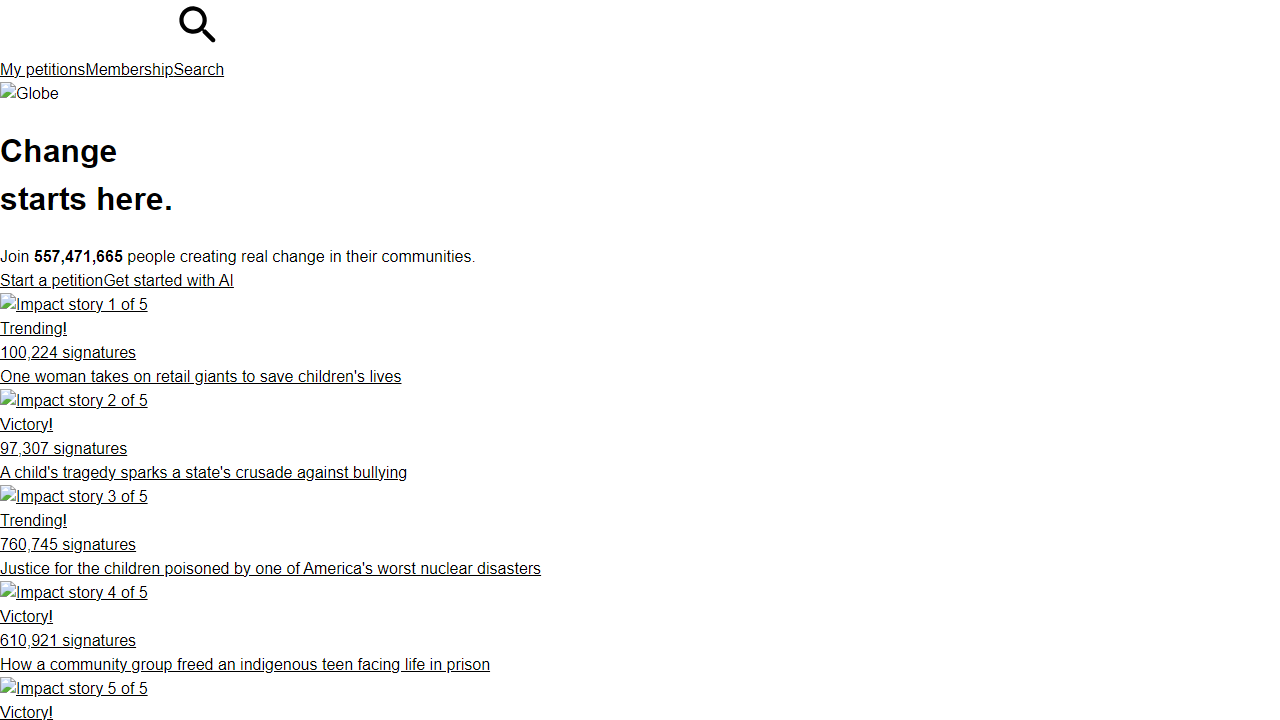 My petitionsMembershipSearch
Globe
Change
starts here.
Join 557,471,665 people creating real change in their communities.
Start a petitionGet started with AI
Impact story 1 of 5
Trending!
100,224 signatures
One woman takes on retail giants to save children's lives
Impact story 2 of 5
Victory!
97,307 signatures
A child's tragedy sparks a state's crusade against bullying
Impact story 3 of 5
Trending!
760,745 signatures
Justice for the children poisoned by one of America's worst nuclear disasters
Impact story 4 of 5
Victory!
610,921 signatures
How a community group freed an indigenous teen facing life in prison
Impact story 5 of 5
Victory!